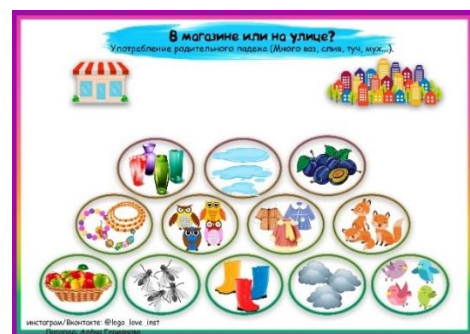 В магазине или на улице?
Употребление родительного падежа (Много ваз, слив, туч, мух...).
инстаграм/Вконтакте: @logo_love_inst